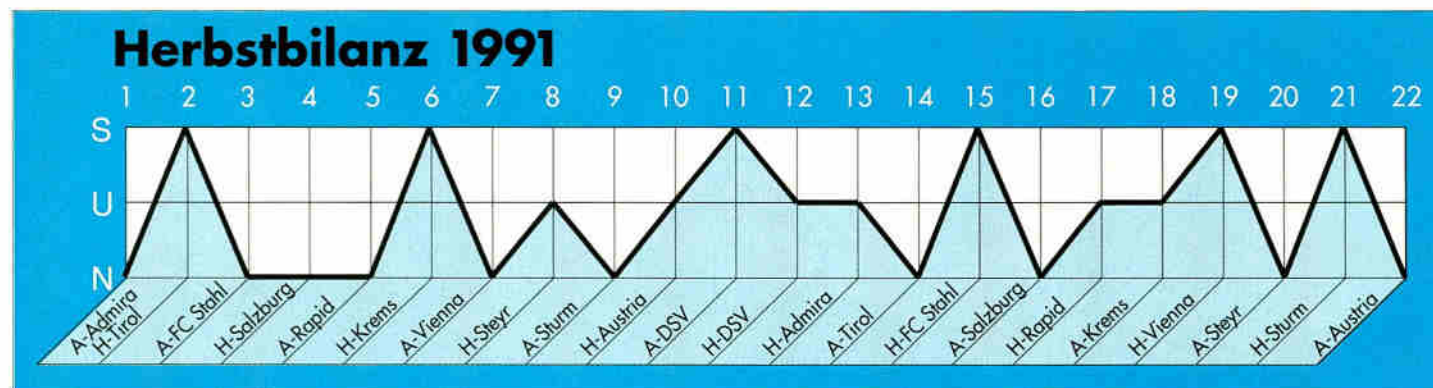 Herbstbilanz 1991
1 2 3 4 5 6 7 8 9 10 11 12 13 14 15 16 17 18 19 20 21 22
S
U
N
A-Admira
H-Tirol
A-FC Stahl
H-Salzburg
A-Rapid
H-Krems
A-Vienna
H-Steyr
A-Sturm
H-Austria
A-DSV
H-DSV
H-Admira
A-Tirol
H-FC Stahl
A-Salzburg
H-Rapid
A-Krems
H-Vienna
A-Steyr
H-Sturm
A-Austria